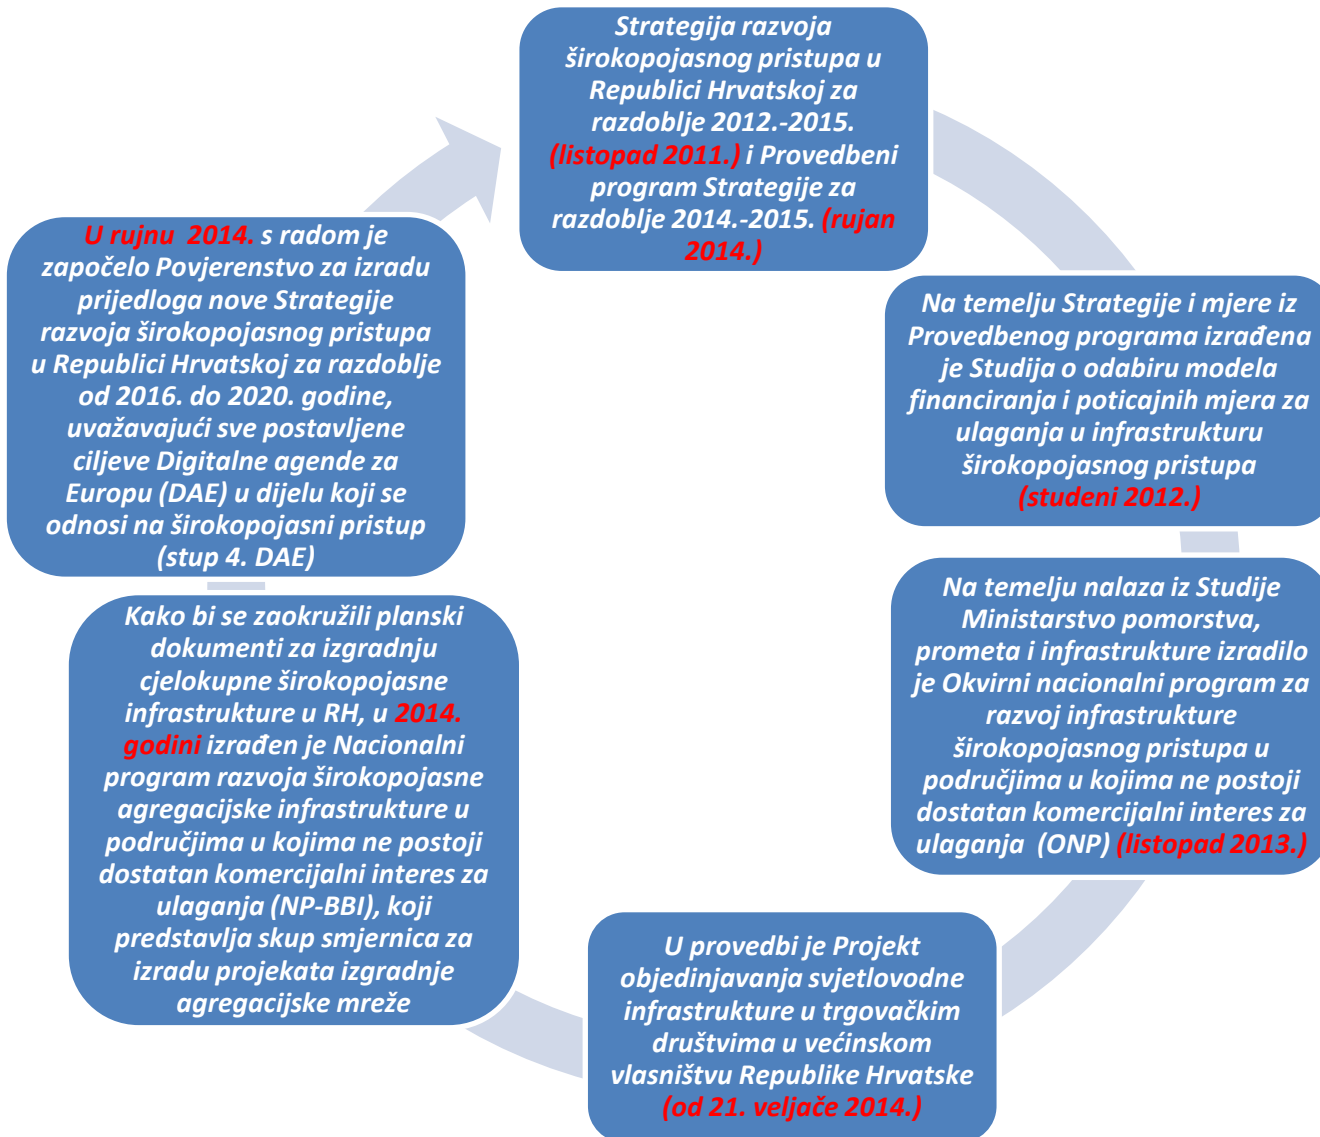 Strategija razvoja
širokopojasnog pristupa u
Republici Hrvatskoj za
razdoblje 2012.-2015.
(listopad 2011.) i Provedbeni
program Strategije za
razdoblje 2014.-2015. (rujan
2014.)
Na temelju Strategije i mjere iz
Provedbenog programa izrađena
je Studija o odabiru modela
financiranja i poticajnih mjera za
ulaganja u infrastrukturu
širokopojasnog pristupa
(studeni 2012.)
Na temelju nalaza iz Studije
Ministarstvo pomorstva,
prometa i infrastrukture izradilo
je Okvirni nacionalni program za
razvoj infrastrukture
širokopojasnog pristupa u
područjima u kojima ne postoji
dostatan komercijalni interes za
ulaganja (ONP) (listopad 2013.)
U provedbi je Projekt
objedinjavanja svjetlovodne
infrastrukture u trgovačkim
društvima u većinskom
vlasništvu Republike Hrvatske
(od 21. veljače 2014.)
Kako bi se zaokružili planski
dokumenti za izgradnju
cjelokupne širokopojasne
infrastrukture u RH, u 2014.
godini izrađen je Nacionalni
program razvoja širokopojasne
agregacijske infrastrukture u
područjima u kojima ne postoji
dostatan komercijalni interes za
ulaganja (NP-BBI), koji
predstavlja skup smjernica za
izradu projekata izgradnje
agregacijske mreže
U rujnu 2014. s radom je
započelo Povjerenstvo za izradu
prijedloga nove Strategije
razvoja širokopojasnog pristupa
u Republici Hrvatskoj za razdoblje
od 2016. do 2020. godine,
uvažavajući sve postavljene
ciljeve Digitalne agende za
Europu (DAE) u dijelu koji se
odnosi na širokopojasni pristup
(stup 4. DAE)